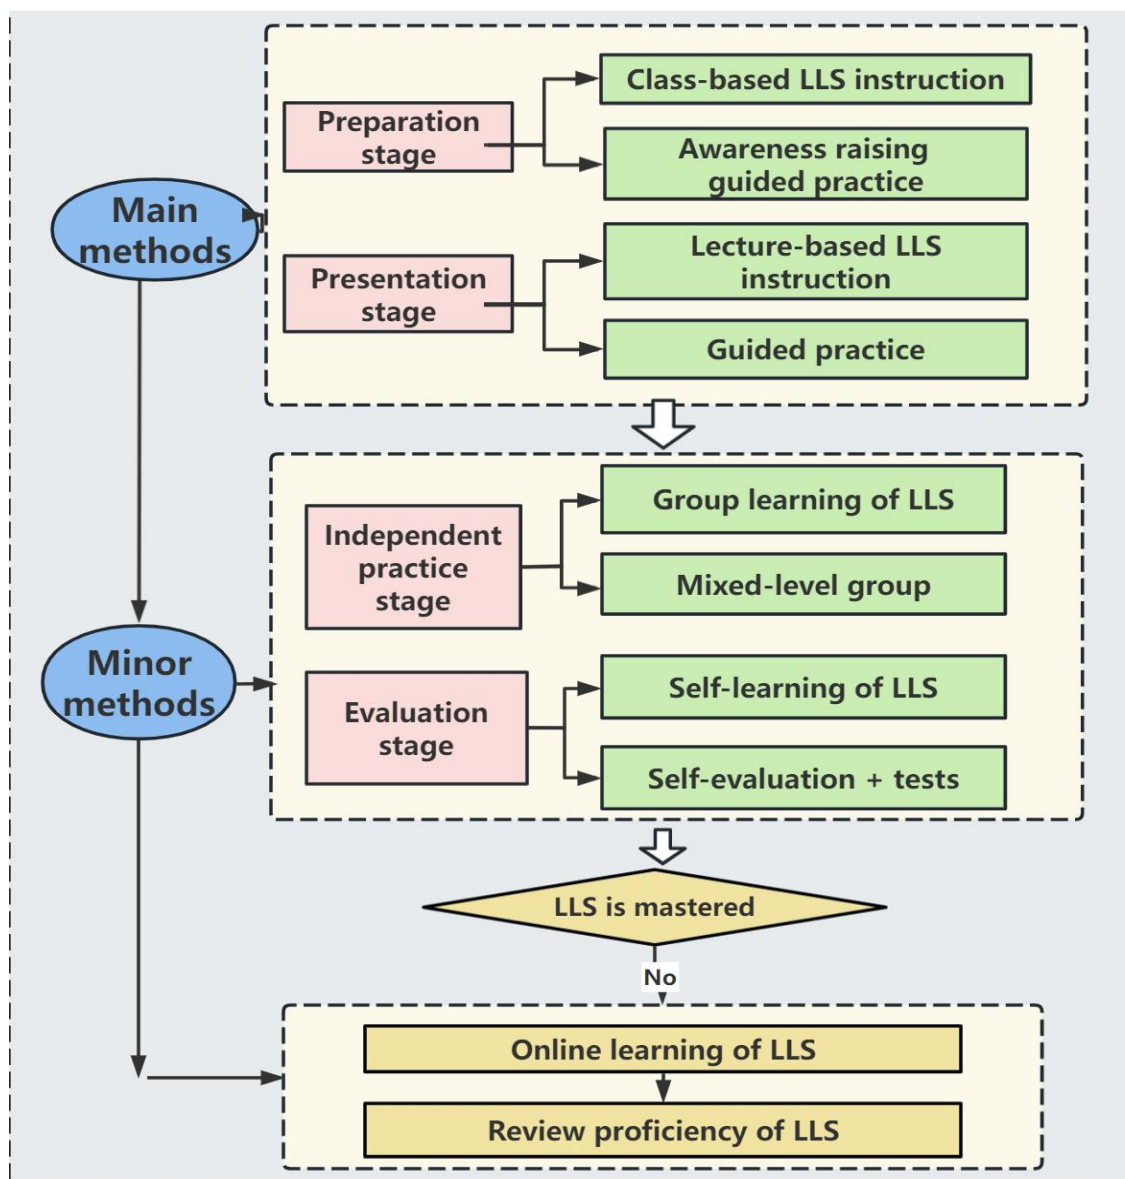 Main
methods
Preparation
stage
Class-based LLS instruction
Awareness raising
guided practice
Presentation
stage
Lecture-based LLS
instruction
Guided practice
Minor
methods
Independent
practice
stage
Group learning of LLS
Mixed-level group
Evaluation
stage
Self-learning of LLS
Self-evaluation + tests
LLS is mastered
No
Online learning of LLS
Review proficiency of LLS